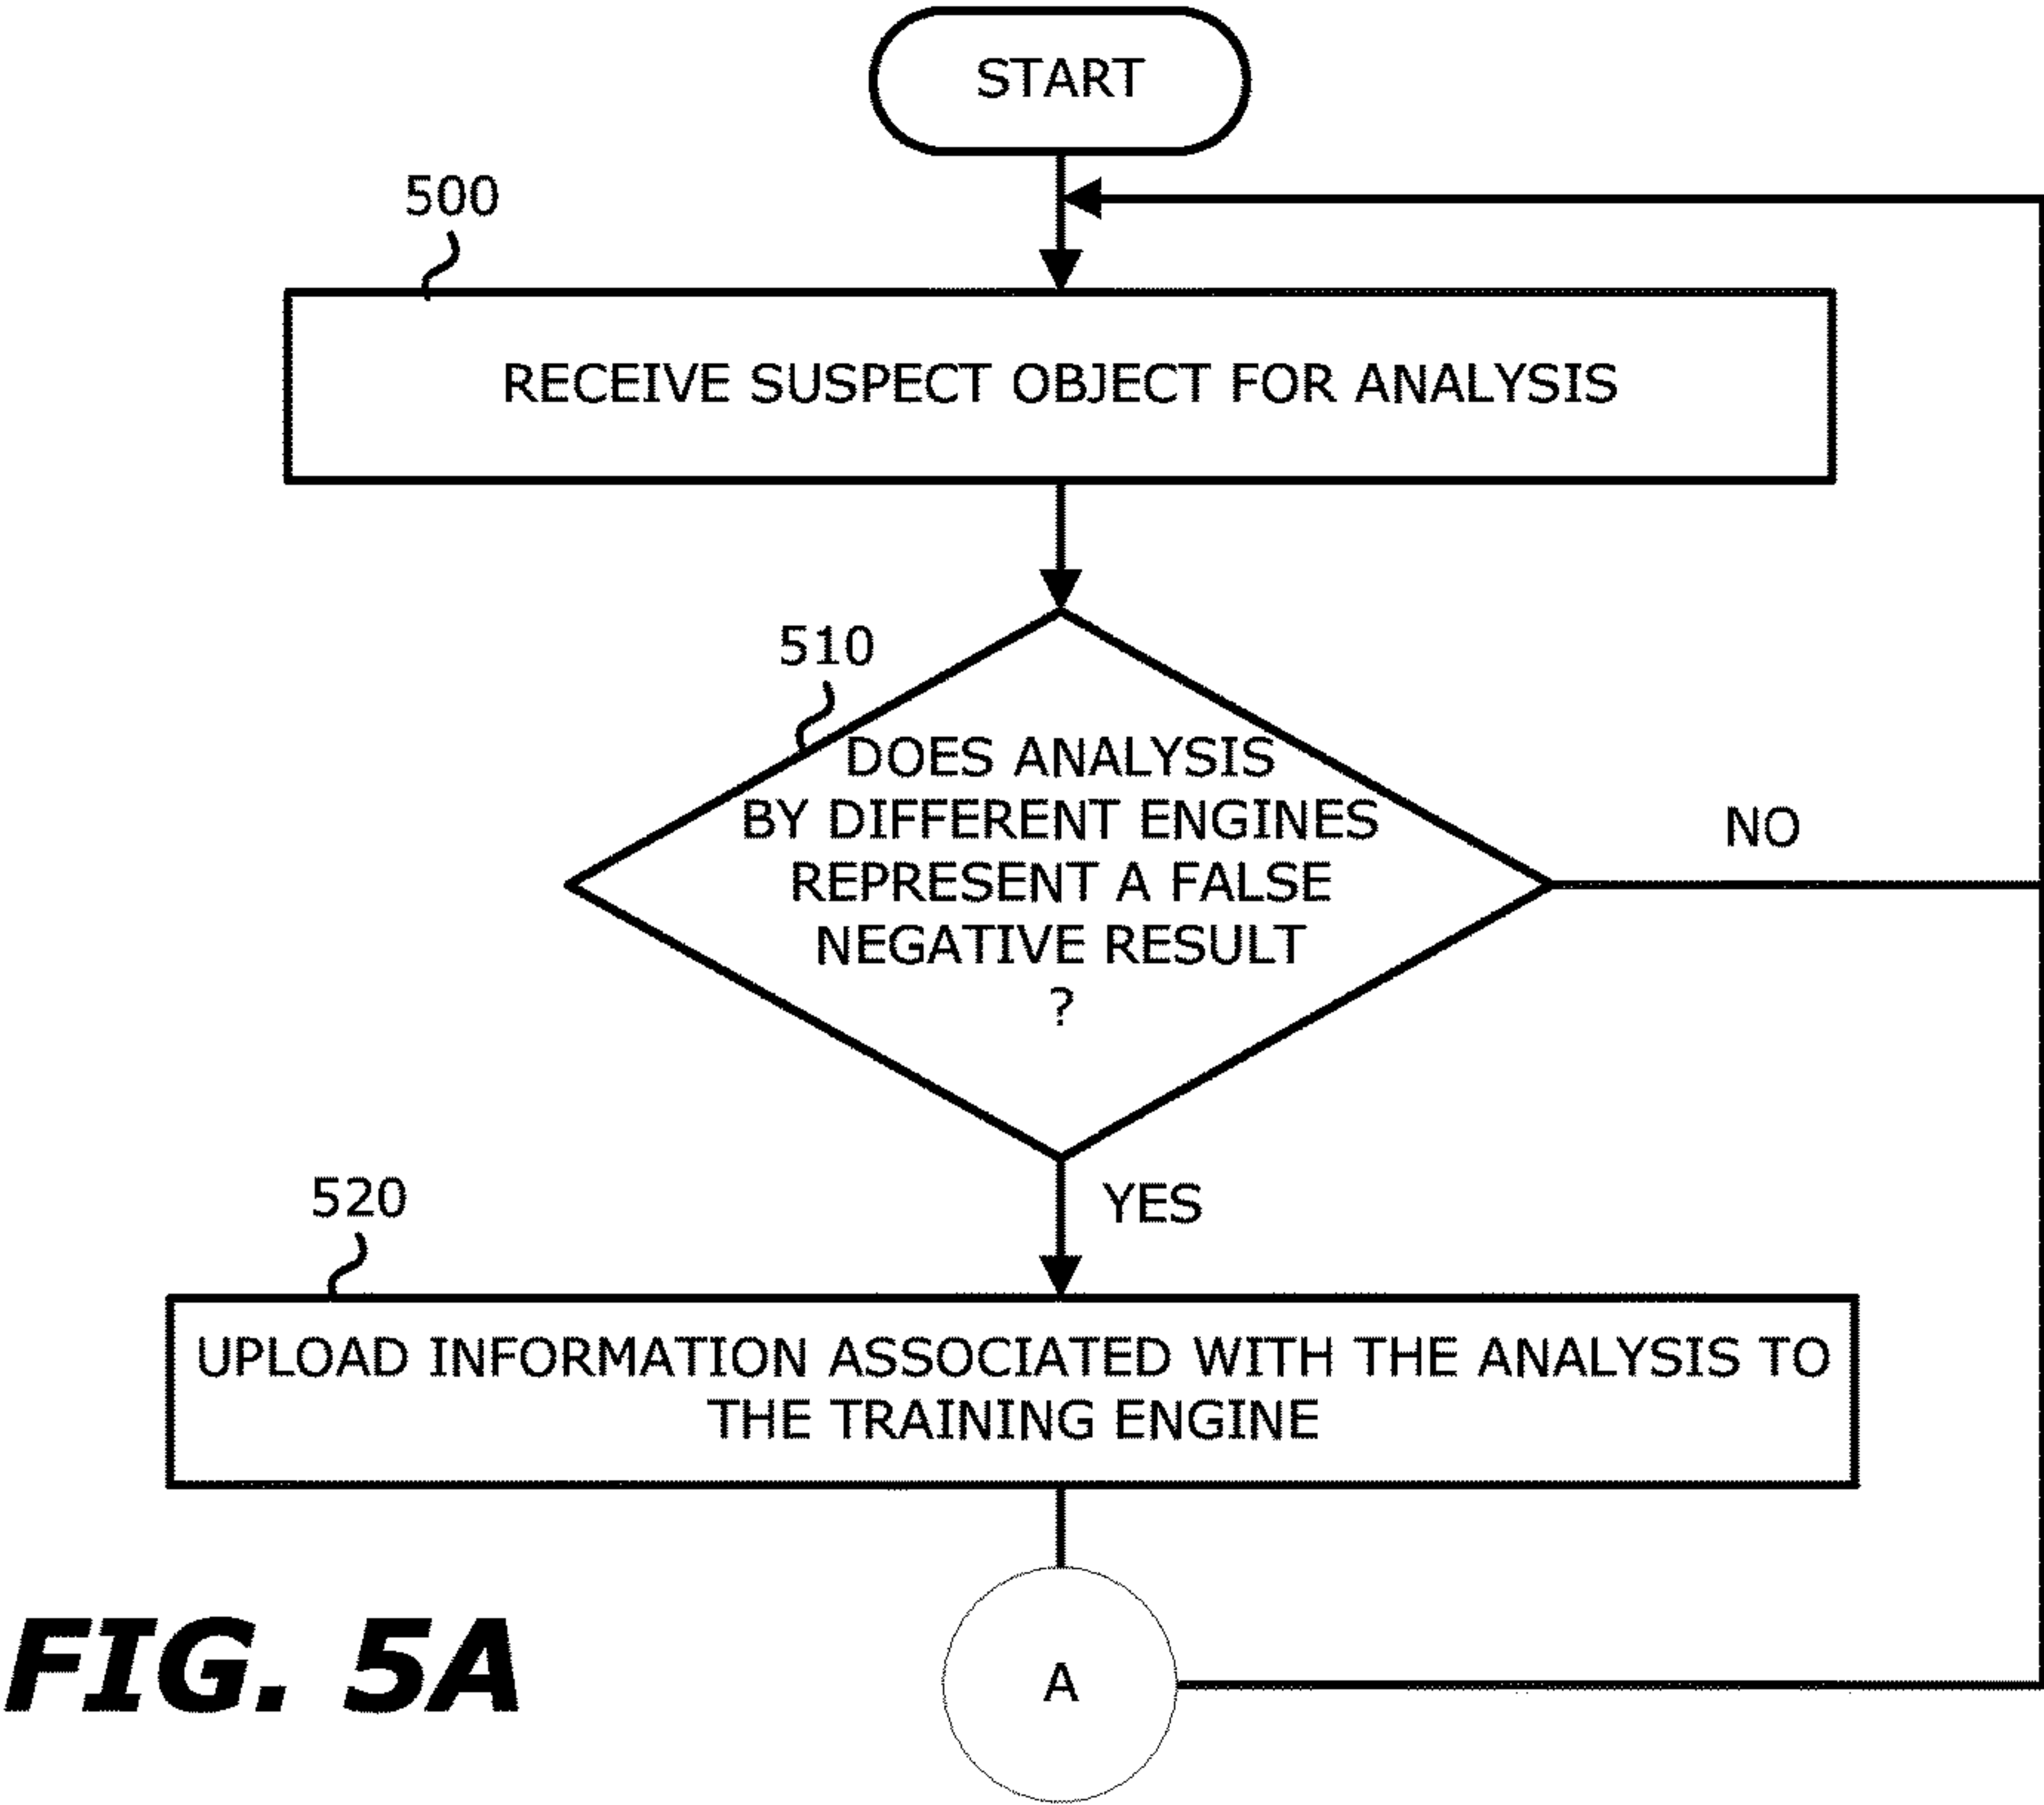 START
500
RECEIVE SUSPECT OBJECT FOR ANALYSIS
510
DOES ANALYSIS
BY DIFFERENT ENGINES
REPRESENT A FALSE
NEGATIVE RESULT
?
NO
YES
520
UPLOAD INFORMATION ASSOCIATED WITH THE ANALYSIS TO
THE TRAINING ENGINE
A
FIG. 5A